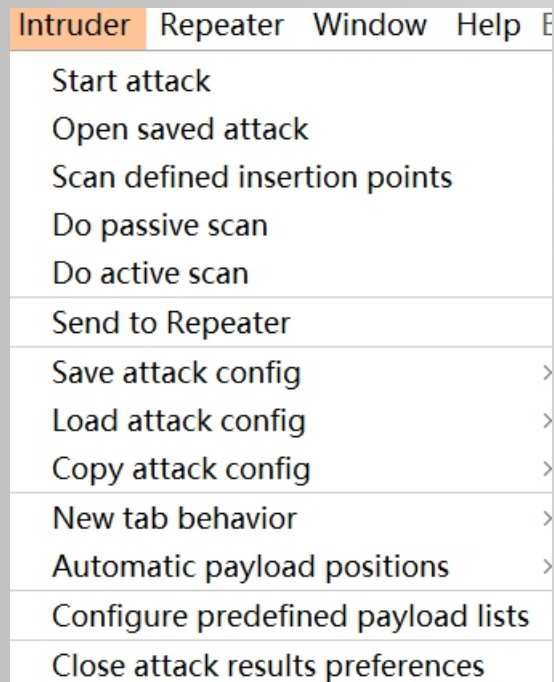 Intruder Repeater Window Help
Start attack
Open saved attack
Scan defined insertion points
Do passive scan
Do active scan
Send to Repeater
Save attack config
Load attack config
Copy attack config
New tab behavior
Automatic payload positions
Configure predefined payload lists
Close attack results preferences